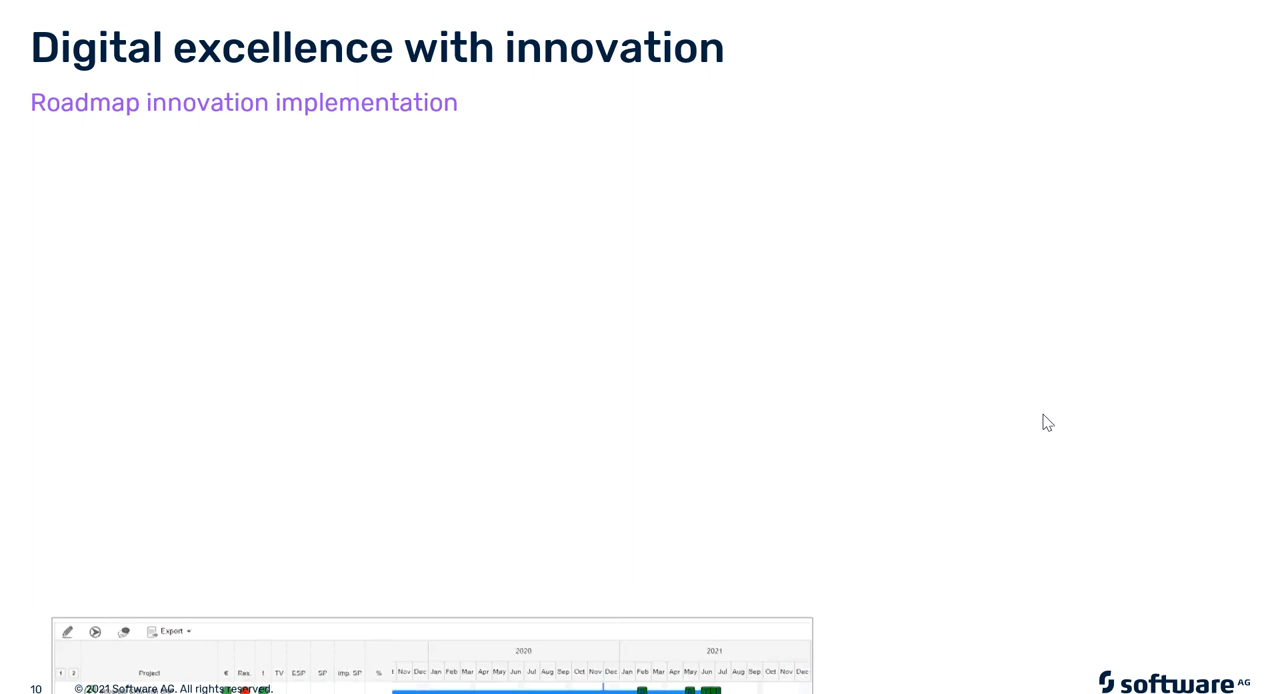 Digital excellence with innovation
Roadmap innovation implementation
Export
2020 2021
1 2 Project € Res. ! TV ESP SP Imp. SP % Nov Dec Jan Feb Mar Apr May Jun Jul Aug Sep Oct Nov Dec Jan Feb Mar Apr May Jun Jul Aug Sep Oct Nov Dec
10 © 2021 Software AG. All rights reserved.
software AG